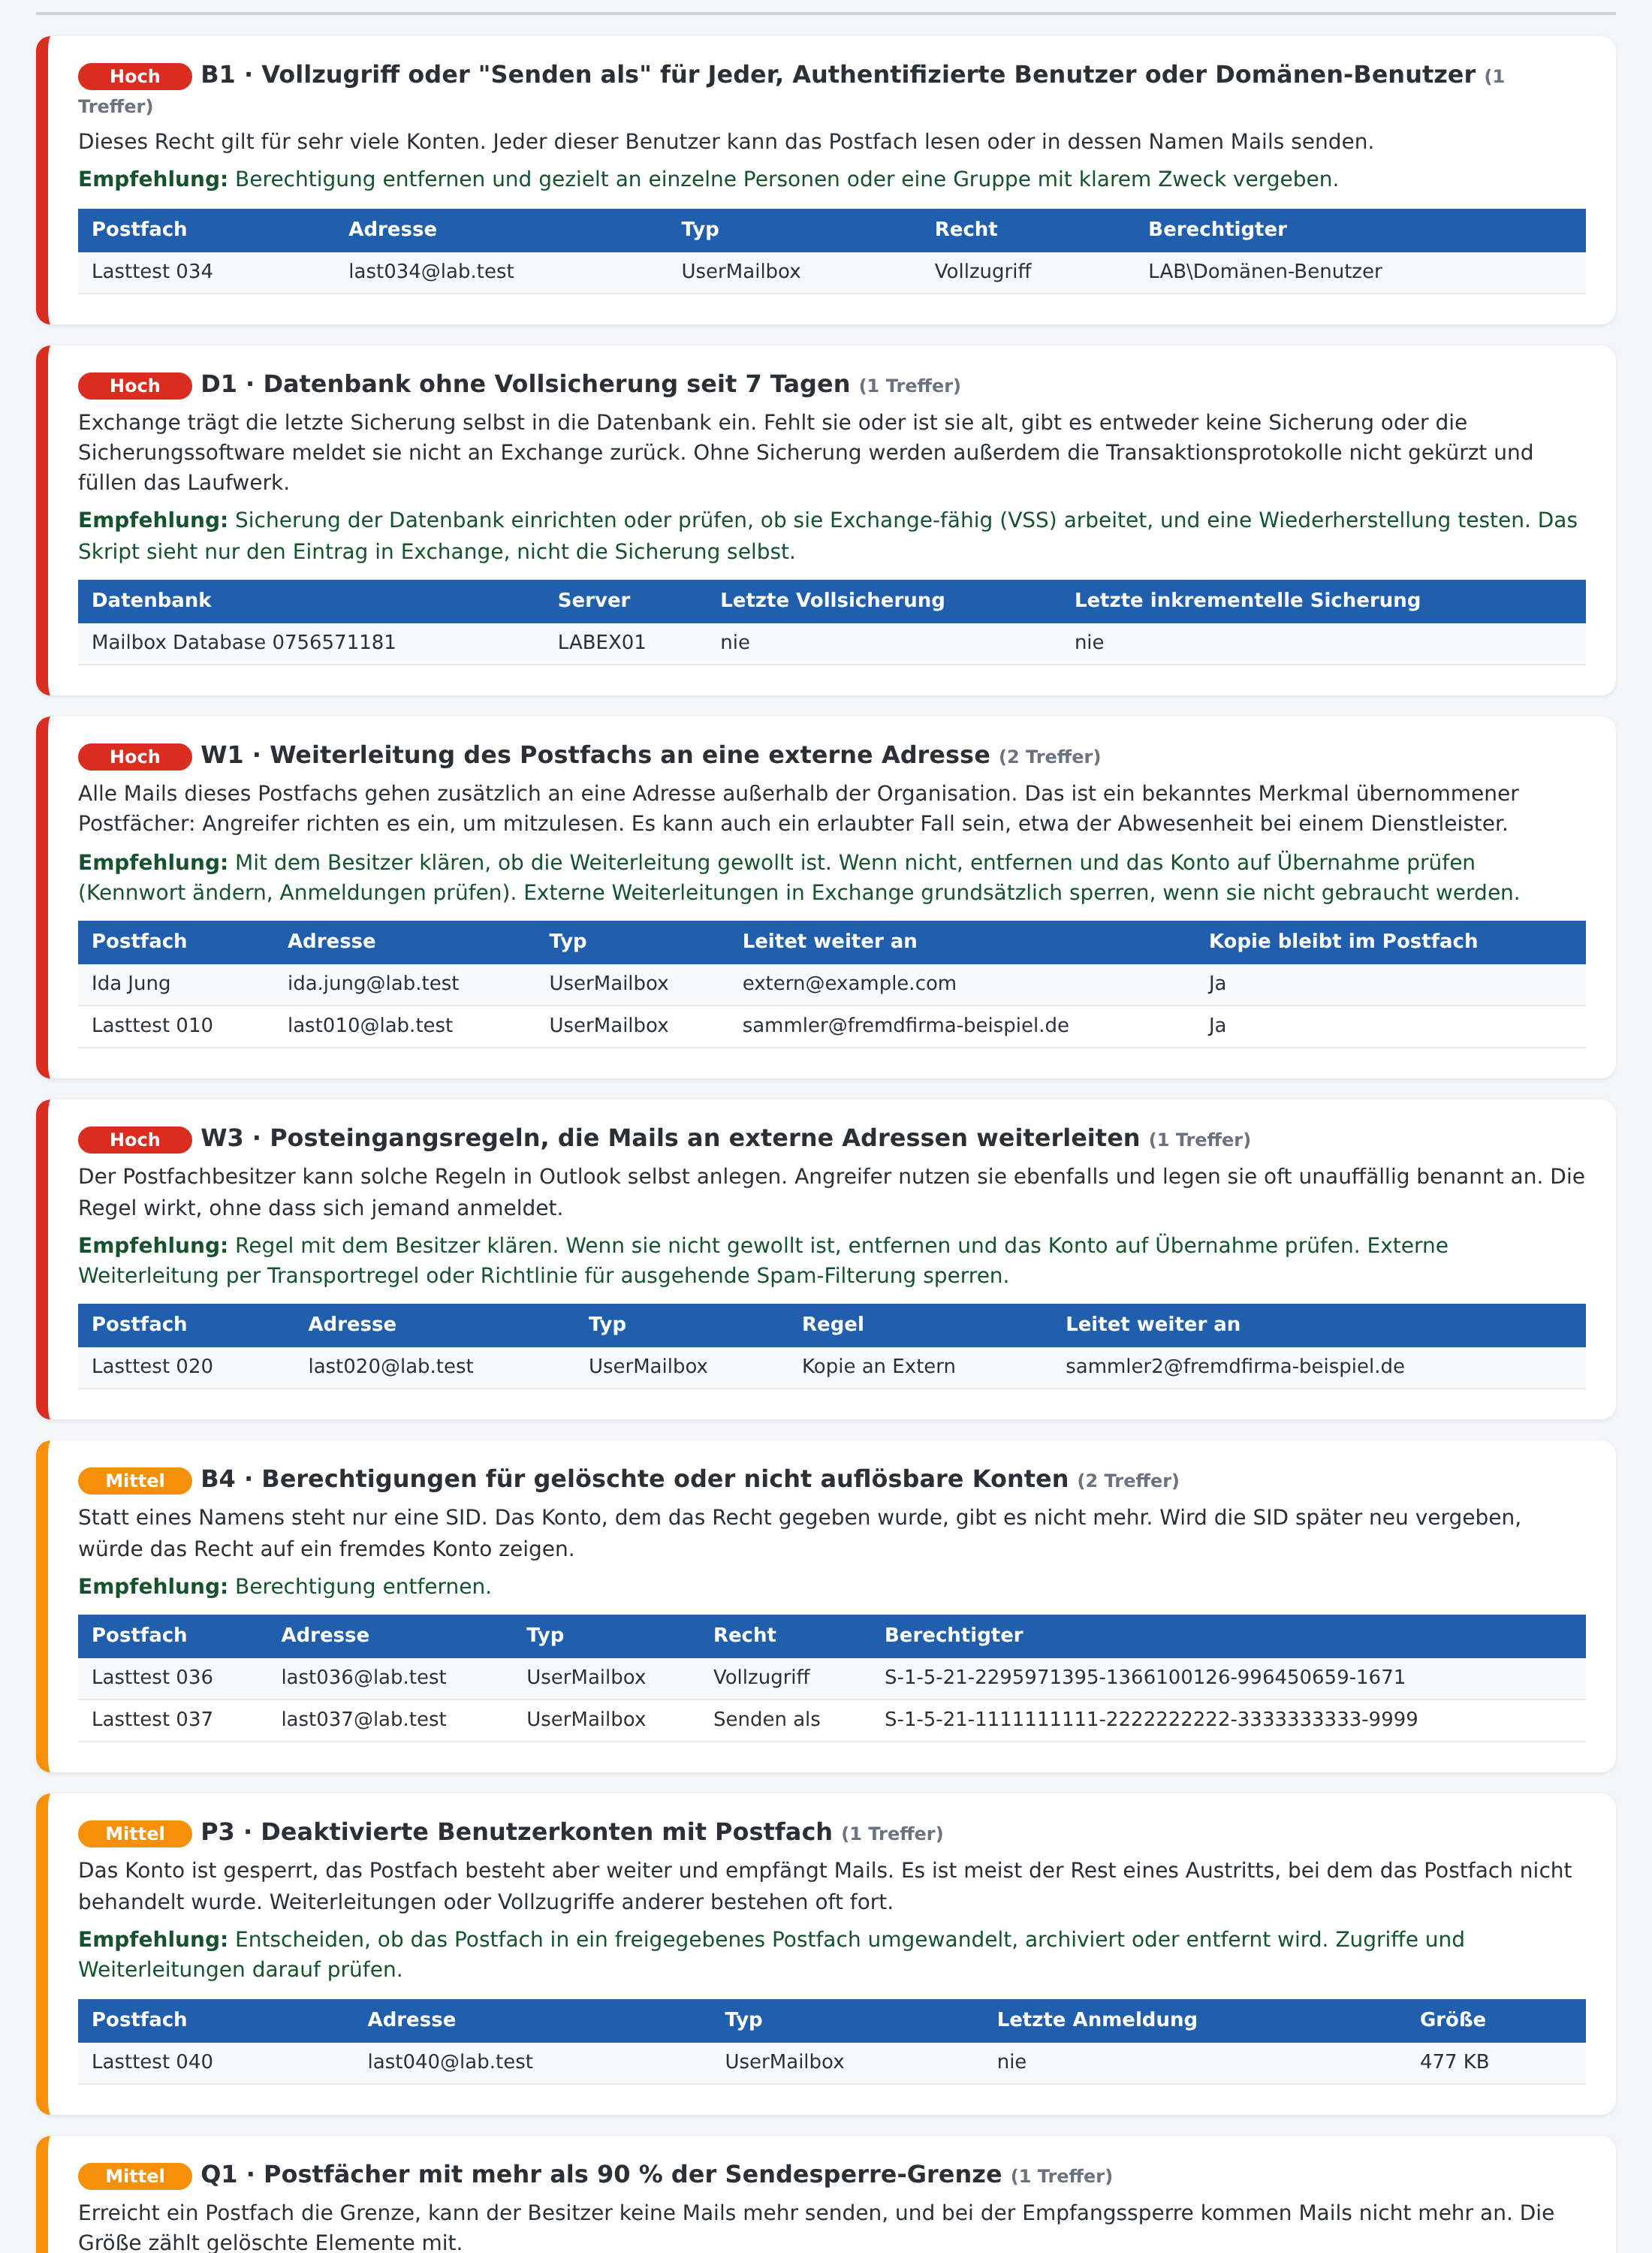 Hoch B1 · Vollzugriff oder "Senden als" für Jeder, Authentifizierte Benutzer oder Domänen-Benutzer (1
Treffer)
Dieses Recht gilt für sehr viele Konten. Jeder dieser Benutzer kann das Postfach lesen oder in dessen Namen Mails senden.
Empfehlung: Berechtigung entfernen und gezielt an einzelne Personen oder eine Gruppe mit klarem Zweck vergeben.
Postfach Adresse Typ Recht Berechtigter
Lasttest 034 last034@lab.test UserMailbox Vollzugriff LAB\Domänen-Benutzer
Hoch D1 · Datenbank ohne Vollsicherung seit 7 Tagen (1 Treffer)
Exchange trägt die letzte Sicherung selbst in die Datenbank ein. Fehlt sie oder ist sie alt, gibt es entweder keine Sicherung oder die
Sicherungssoftware meldet sie nicht an Exchange zurück. Ohne Sicherung werden außerdem die Transaktionsprotokolle nicht gekürzt und
füllen das Laufwerk.
Empfehlung: Sicherung der Datenbank einrichten oder prüfen, ob sie Exchange-fähig (VSS) arbeitet, und eine Wiederherstellung testen. Das
Skript sieht nur den Eintrag in Exchange, nicht die Sicherung selbst.
Datenbank Server Letzte Vollsicherung Letzte inkrementelle Sicherung
Mailbox Database 0756571181 LABEX01 nie nie
Hoch W1 · Weiterleitung des Postfachs an eine externe Adresse (2 Treffer)
Alle Mails dieses Postfachs gehen zusätzlich an eine Adresse außerhalb der Organisation. Das ist ein bekanntes Merkmal übernommener
Postfächer: Angreifer richten es ein, um mitzulesen. Es kann auch ein erlaubter Fall sein, etwa der Abwesenheit bei einem Dienstleister.
Empfehlung: Mit dem Besitzer klären, ob die Weiterleitung gewollt ist. Wenn nicht, entfernen und das Konto auf Übernahme prüfen
(Kennwort ändern, Anmeldungen prüfen). Externe Weiterleitungen in Exchange grundsätzlich sperren, wenn sie nicht gebraucht werden.
Postfach Adresse Typ Leitet weiter an Kopie bleibt im Postfach
Ida Jung ida.jung@lab.test UserMailbox extern@example.com Ja
Lasttest 010 last010@lab.test UserMailbox sammler@fremdfirma-beispiel.de Ja
Hoch W3 · Posteingangsregeln, die Mails an externe Adressen weiterleiten (1 Treffer)
Der Postfachbesitzer kann solche Regeln in Outlook selbst anlegen. Angreifer nutzen sie ebenfalls und legen sie oft unauffällig benannt an. Die
Regel wirkt, ohne dass sich jemand anmeldet.
Empfehlung: Regel mit dem Besitzer klären. Wenn sie nicht gewollt ist, entfernen und das Konto auf Übernahme prüfen. Externe
Weiterleitung per Transportregel oder Richtlinie für ausgehende Spam-Filterung sperren.
Postfach Adresse Typ Regel Leitet weiter an
Lasttest 020 last020@lab.test UserMailbox Kopie an Extern sammler2@fremdfirma-beispiel.de
Mittel B4 · Berechtigungen für gelöschte oder nicht auflösbare Konten (2 Treffer)
Statt eines Namens steht nur eine SID. Das Konto, dem das Recht gegeben wurde, gibt es nicht mehr. Wird die SID später neu vergeben,
würde das Recht auf ein fremdes Konto zeigen.
Empfehlung: Berechtigung entfernen.
Postfach Adresse Typ Recht Berechtigter
Lasttest 036 last036@lab.test UserMailbox Vollzugriff S-1-5-21-2295971395-1366100126-996450659-1671
Lasttest 037 last037@lab.test UserMailbox Senden als S-1-5-21-1111111111-2222222222-3333333333-9999
Mittel P3 · Deaktivierte Benutzerkonten mit Postfach (1 Treffer)
Das Konto ist gesperrt, das Postfach besteht aber weiter und empfängt Mails. Es ist meist der Rest eines Austritts, bei dem das Postfach nicht
behandelt wurde. Weiterleitungen oder Vollzugriffe anderer bestehen oft fort.
Empfehlung: Entscheiden, ob das Postfach in ein freigegebenes Postfach umgewandelt, archiviert oder entfernt wird. Zugriffe und
Weiterleitungen darauf prüfen.
Postfach Adresse Typ Letzte Anmeldung Größe
Lasttest 040 last040@lab.test UserMailbox nie 477 KB
Mittel Q1 · Postfächer mit mehr als 90 % der Sendesperre-Grenze (1 Treffer)
Erreicht ein Postfach die Grenze, kann der Besitzer keine Mails mehr senden, und bei der Empfangssperre kommen Mails nicht mehr an. Die
Größe zählt gelöschte Elemente mit.